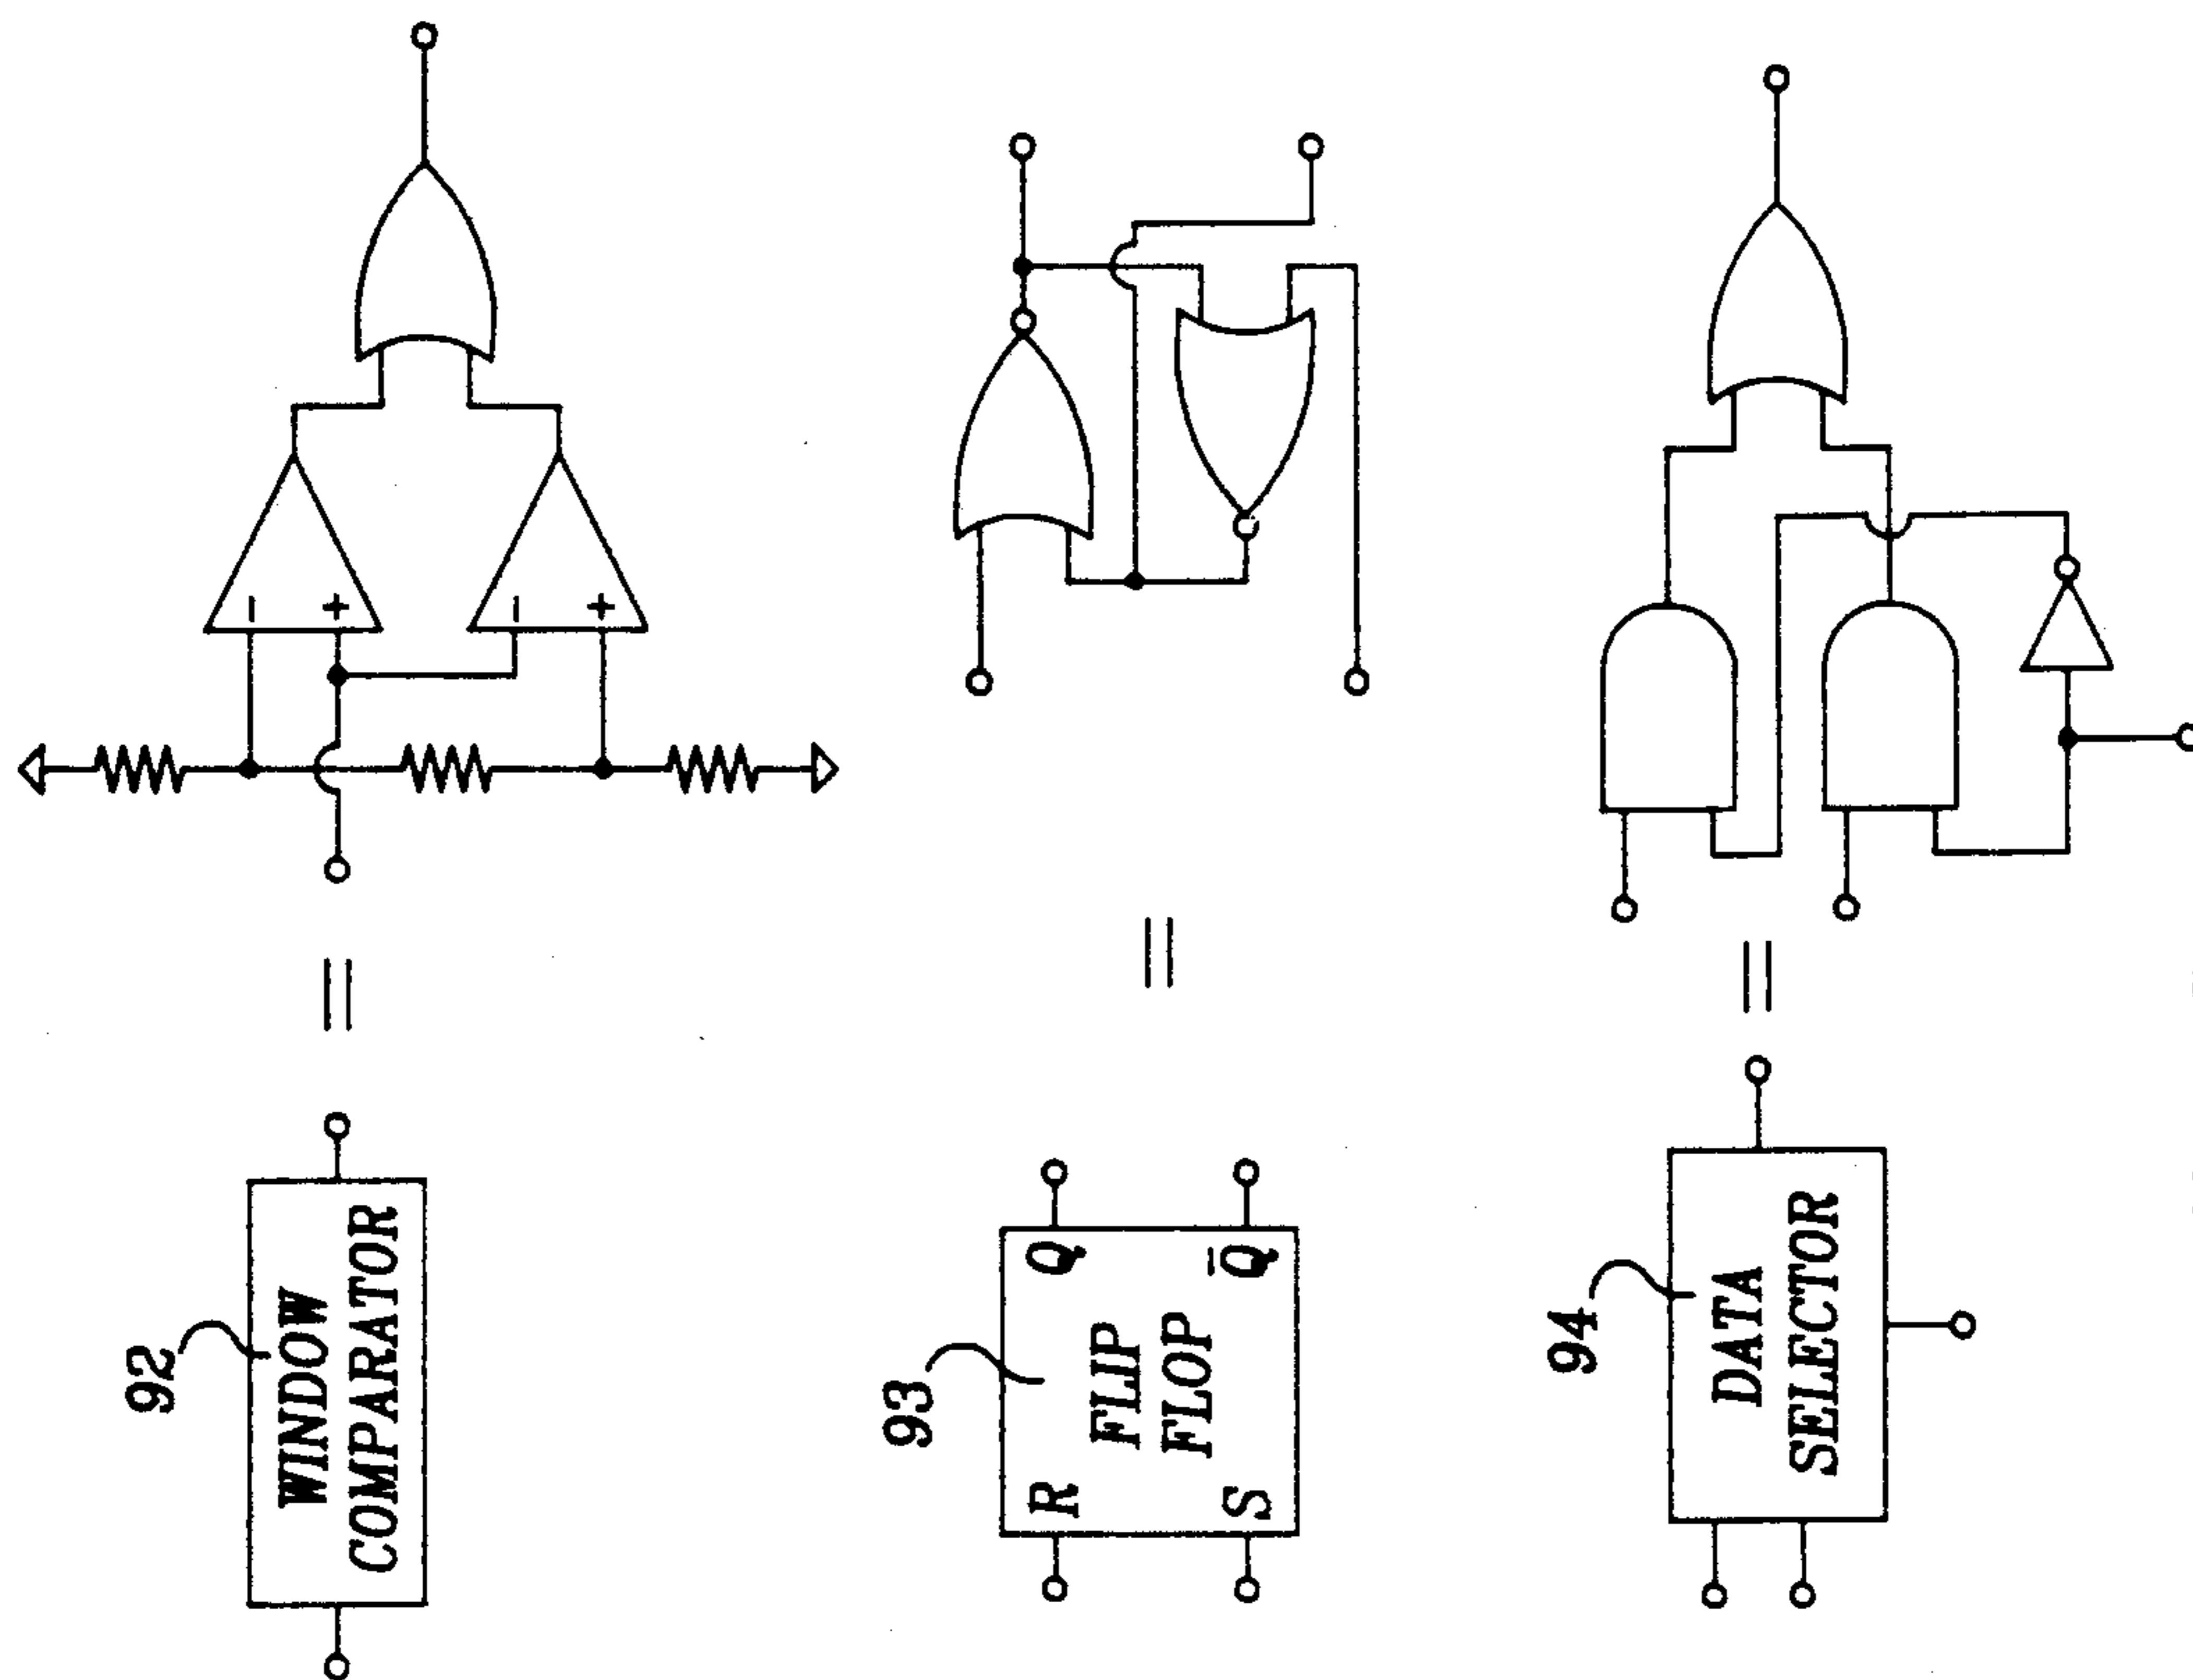 92
WINDOW
COMPARATOR
- +
- +
93
R Q
FLIP
FLOP
S Q̅
94
DATA
SELECTOR